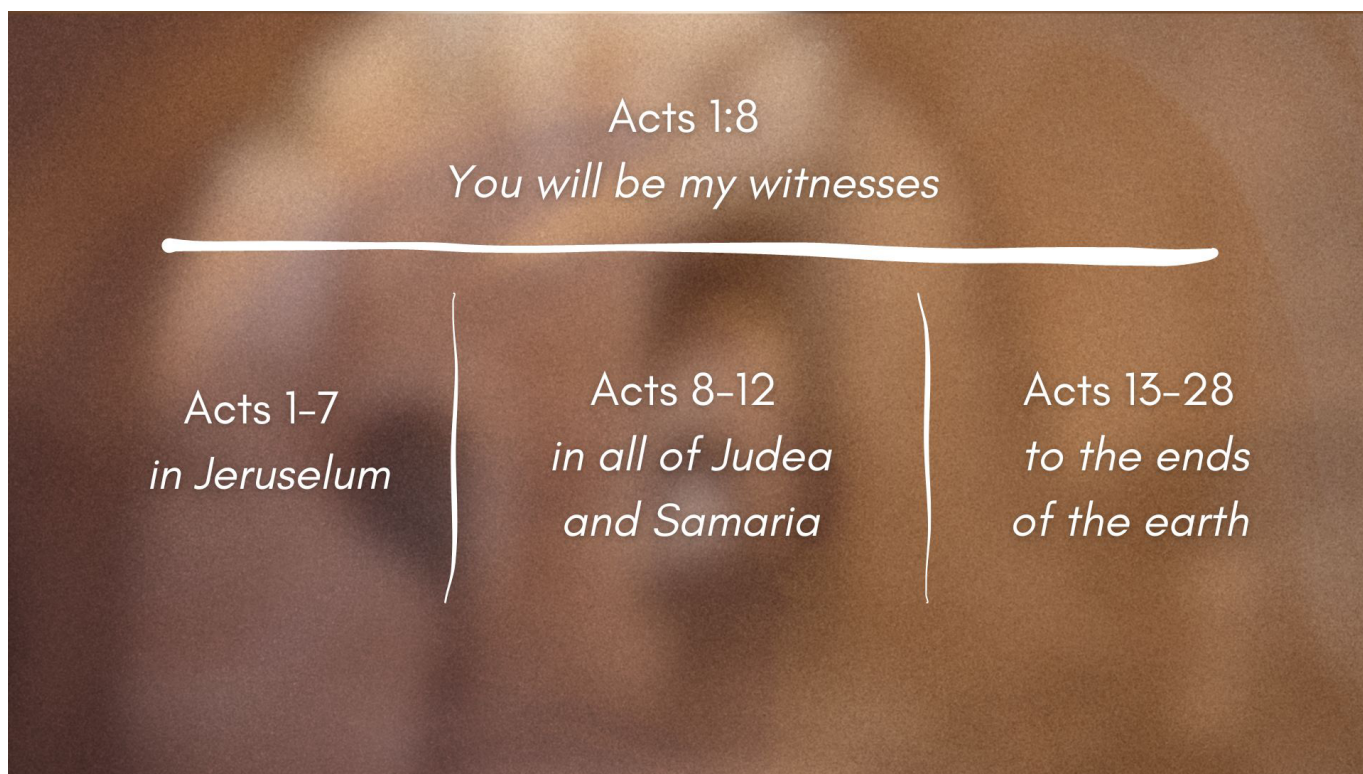 Acts 1:8
You will be my witnesses
Acts 1-7
in Jeruselum
Acts 8-12
in all of Judea
and Samaria
Acts 13-28
to the ends
of the earth